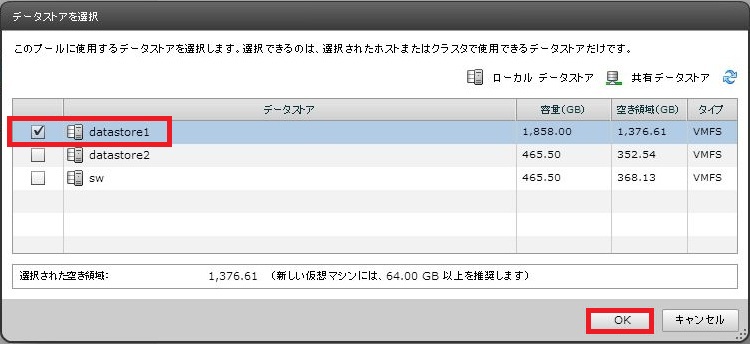 データストアを選択
このプールに使用するデータストアを選択します。選択できるのは、選択されたホストまたはクラスタで使用できるデータストアだけです。
ローカル データストア 共有データストア
データストア 容量(GB) 空き領域(GB) タイプ
datastore1 1,858.00 1,376.61 VMFS
datastore2 465.50 352.54 VMFS
sw 465.50 368.13 VMFS
選択された空き領域: 1,376.61 (新しい仮想マシンには、64.00 GB 以上を推奨します)
OK キャンセル